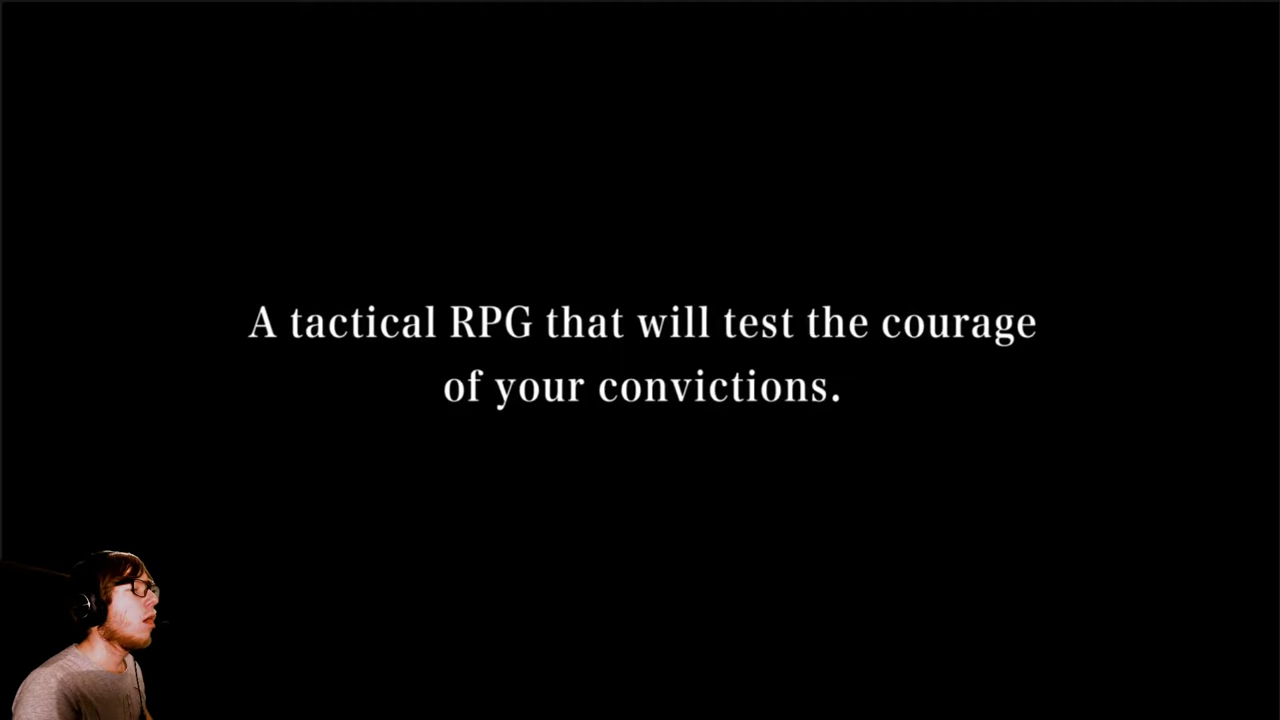 A tactical RPG that will test the courage
of your convictions.